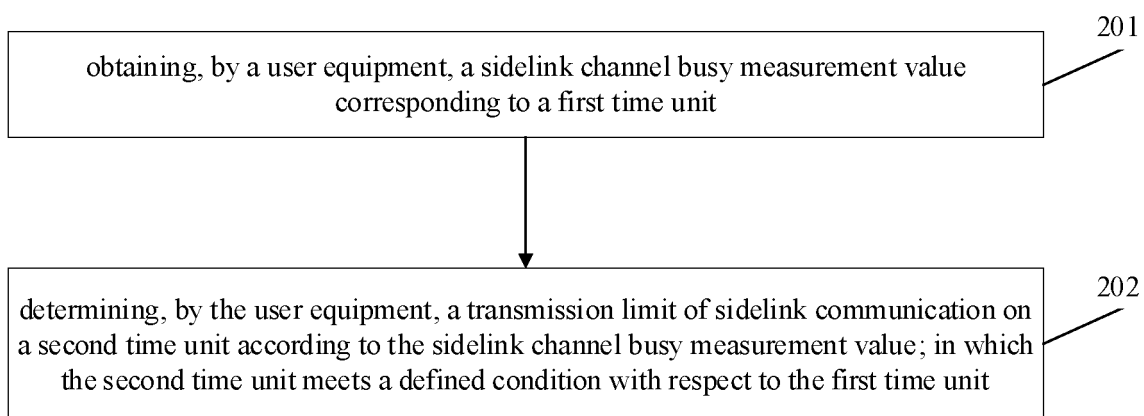 201
obtaining, by a user equipment, a sidelink channel busy measurement value
corresponding to a first time unit
202
determining, by the user equipment, a transmission limit of sidelink communication on
a second time unit according to the sidelink channel busy measurement value; in which
the second time unit meets a defined condition with respect to the first time unit